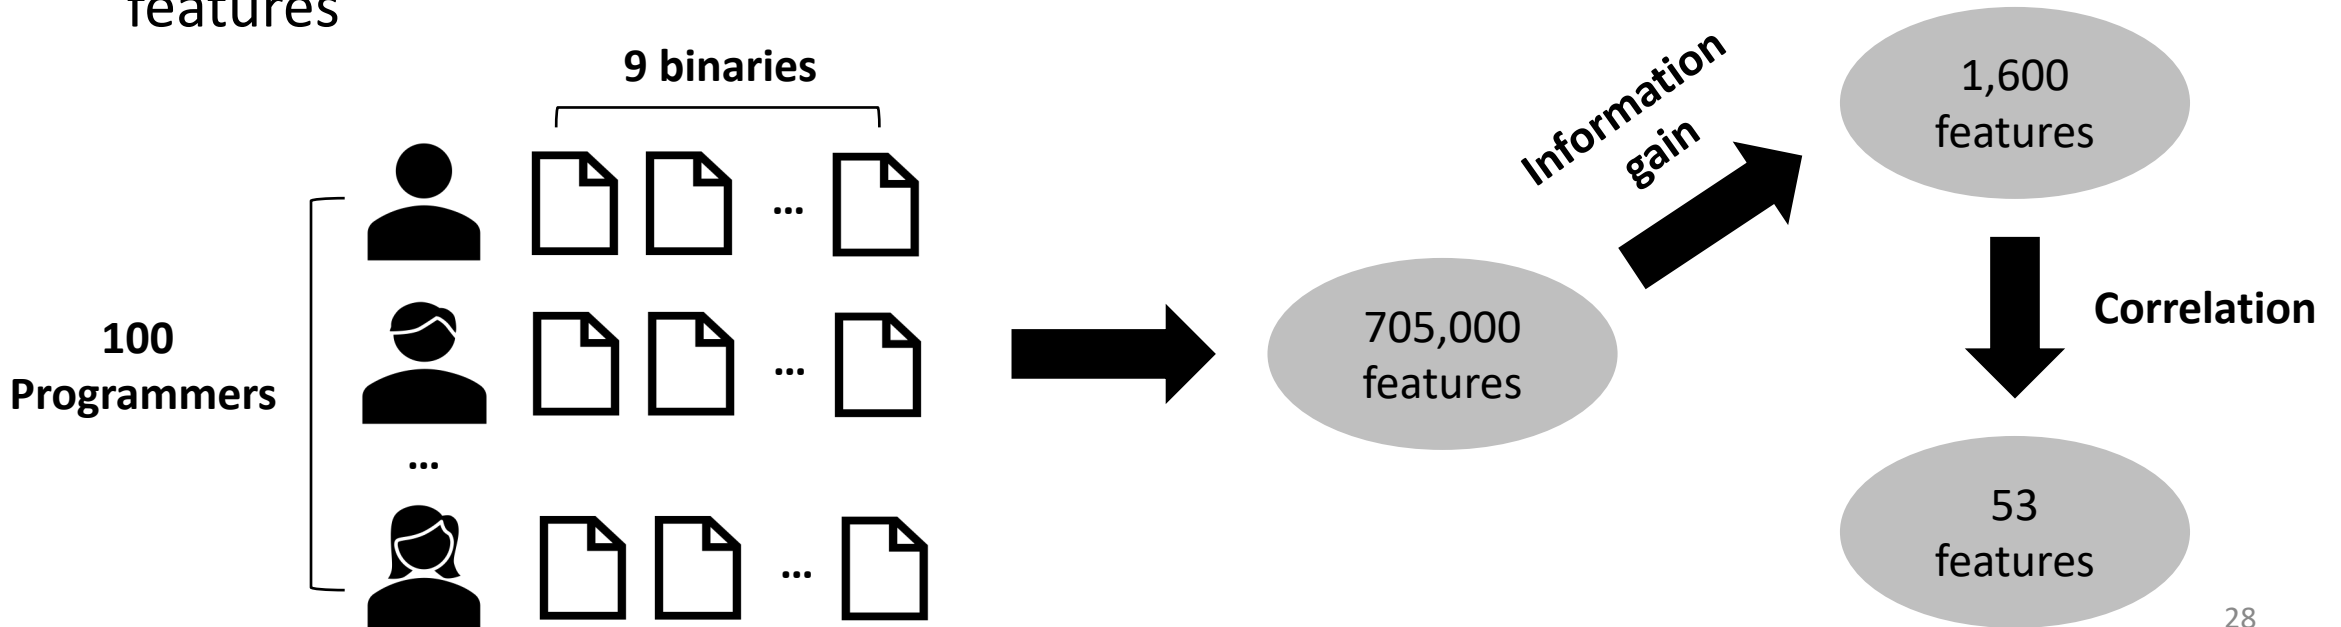 features
9 binaries
100
Programmers
...
...
...
...
705,000
features
Information
gain
1,600
features
Correlation
53
features
28